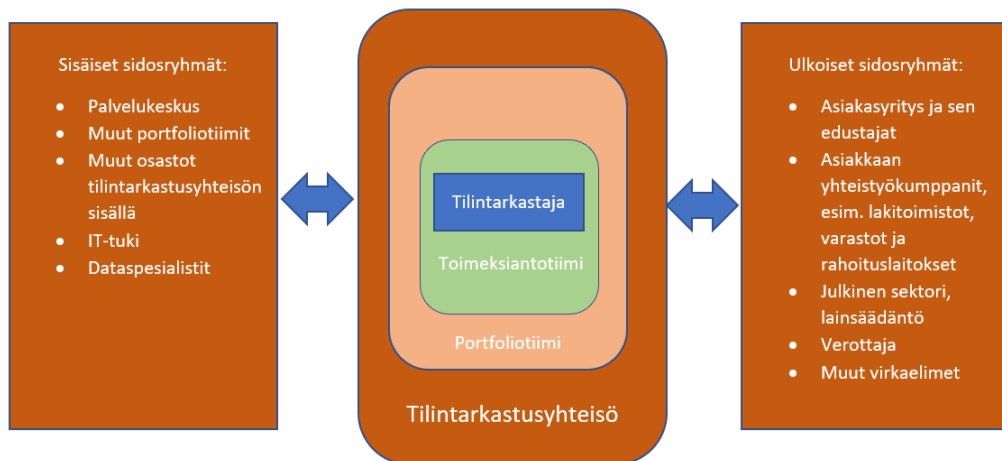 Sisäiset sidosryhmät:
• Palvelukeskus
• Muut portfoliotiimit
• Muut osastot
tilintarkastusyhteisön
sisällä
• IT-tuki
• Dataspesialistit
Tilintarkastaja
Toimeksiantotiimi
Portfoliotiimi
Tilintarkastusyhteisö
Ulkoiset sidosryhmät:
• Asiakasyritys ja sen
edustajat
• Asiakkaan
yhteistyökumppanit,
esim. lakitoimistot,
varastot ja
rahoituslaitokset
• Julkinen sektori,
lainsäädäntö
• Verottaja
• Muut virkaelimet